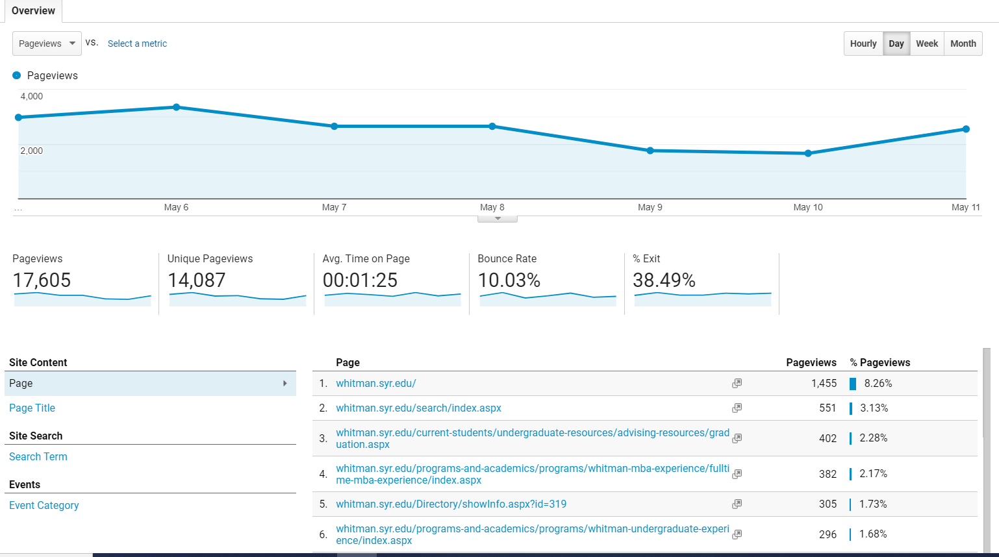 Overview
Pageviews vs. Select a metric
Hourly Day Week Month
Pageviews
4,000
2,000
... May 6 May 7 May 8 May 9 May 10 May 11
Pageviews Unique Pageviews Avg. Time on Page Bounce Rate % Exit
17,605 14,087 00:01:25 10.03% 38.49%
Site Content
Page
Page Title
Site Search
Search Term
Events
Event Category
Page Pageviews % Pageviews
1. whitman.syr.edu/ 1,455 8.26%
2. whitman.syr.edu/search/index.aspx 551 3.13%
3. whitman.syr.edu/current-students/undergraduate-resources/advising-resources/grad
uation.aspx 402 2.28%
4. whitman.syr.edu/programs-and-academics/programs/whitman-mba-experience/fullti
me-mba-experience/index.aspx 382 2.17%
5. whitman.syr.edu/Directory/showInfo.aspx?id=319 305 1.73%
6. whitman.syr.edu/programs-and-academics/programs/whitman-undergraduate-experi
ence/index.aspx 296 1.68%